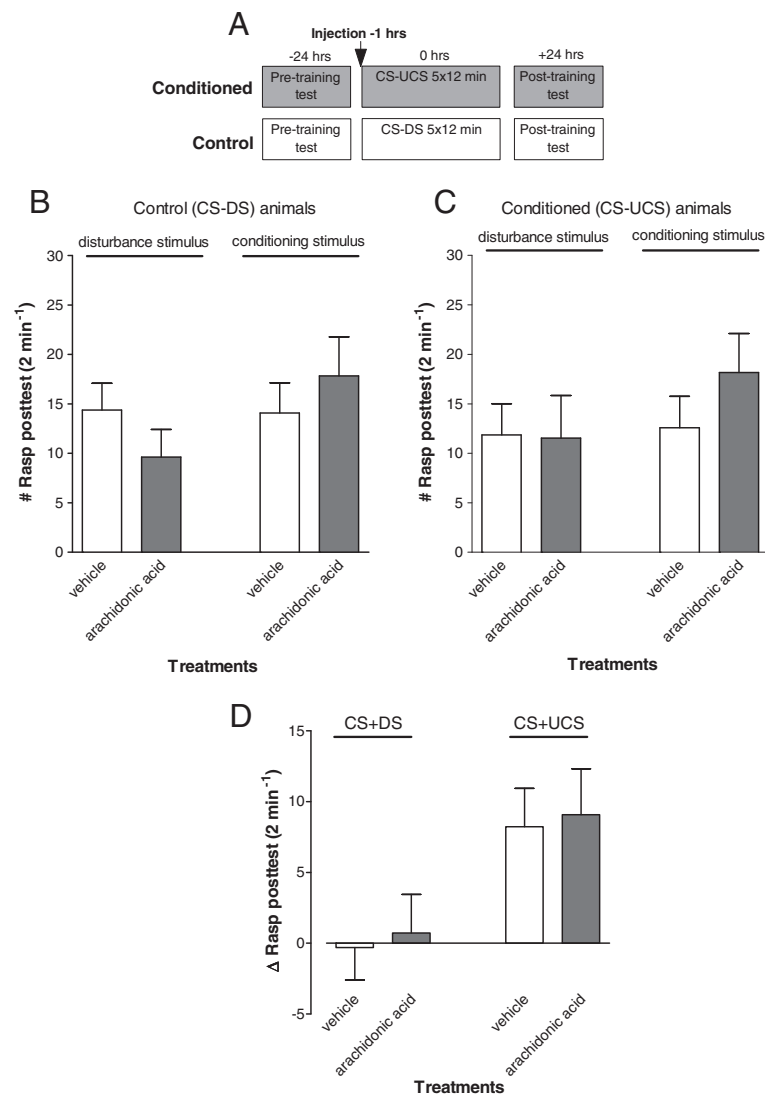 A
Injection -1 hrs
-24 hrs 0 hrs +24 hrs
Conditioned
Pre-training
test
CS-UCS 5x12 min
Post-training
test
Control
Pre-training
test
CS-DS 5x12 min
Post-training
test
B
Control (CS-DS) animals
disturbance stimulus conditioning stimulus
# Rasp posttest (2 min⁻¹)
30
25
20
15
10
5
0
vehicle
arachidonic acid
vehicle
arachidonic acid
Treatments
C
Conditioned (CS-UCS) animals
disturbance stimulus conditioning stimulus
# Rasp posttest (2 min⁻¹)
30
25
20
15
10
5
0
vehicle
arachidonic acid
vehicle
arachidonic acid
Treatments
D
CS+DS CS+UCS
Δ Rasp posttest (2 min⁻¹)
15
10
5
0
-5
vehicle
arachidonic acid
vehicle
arachidonic acid
Treatments